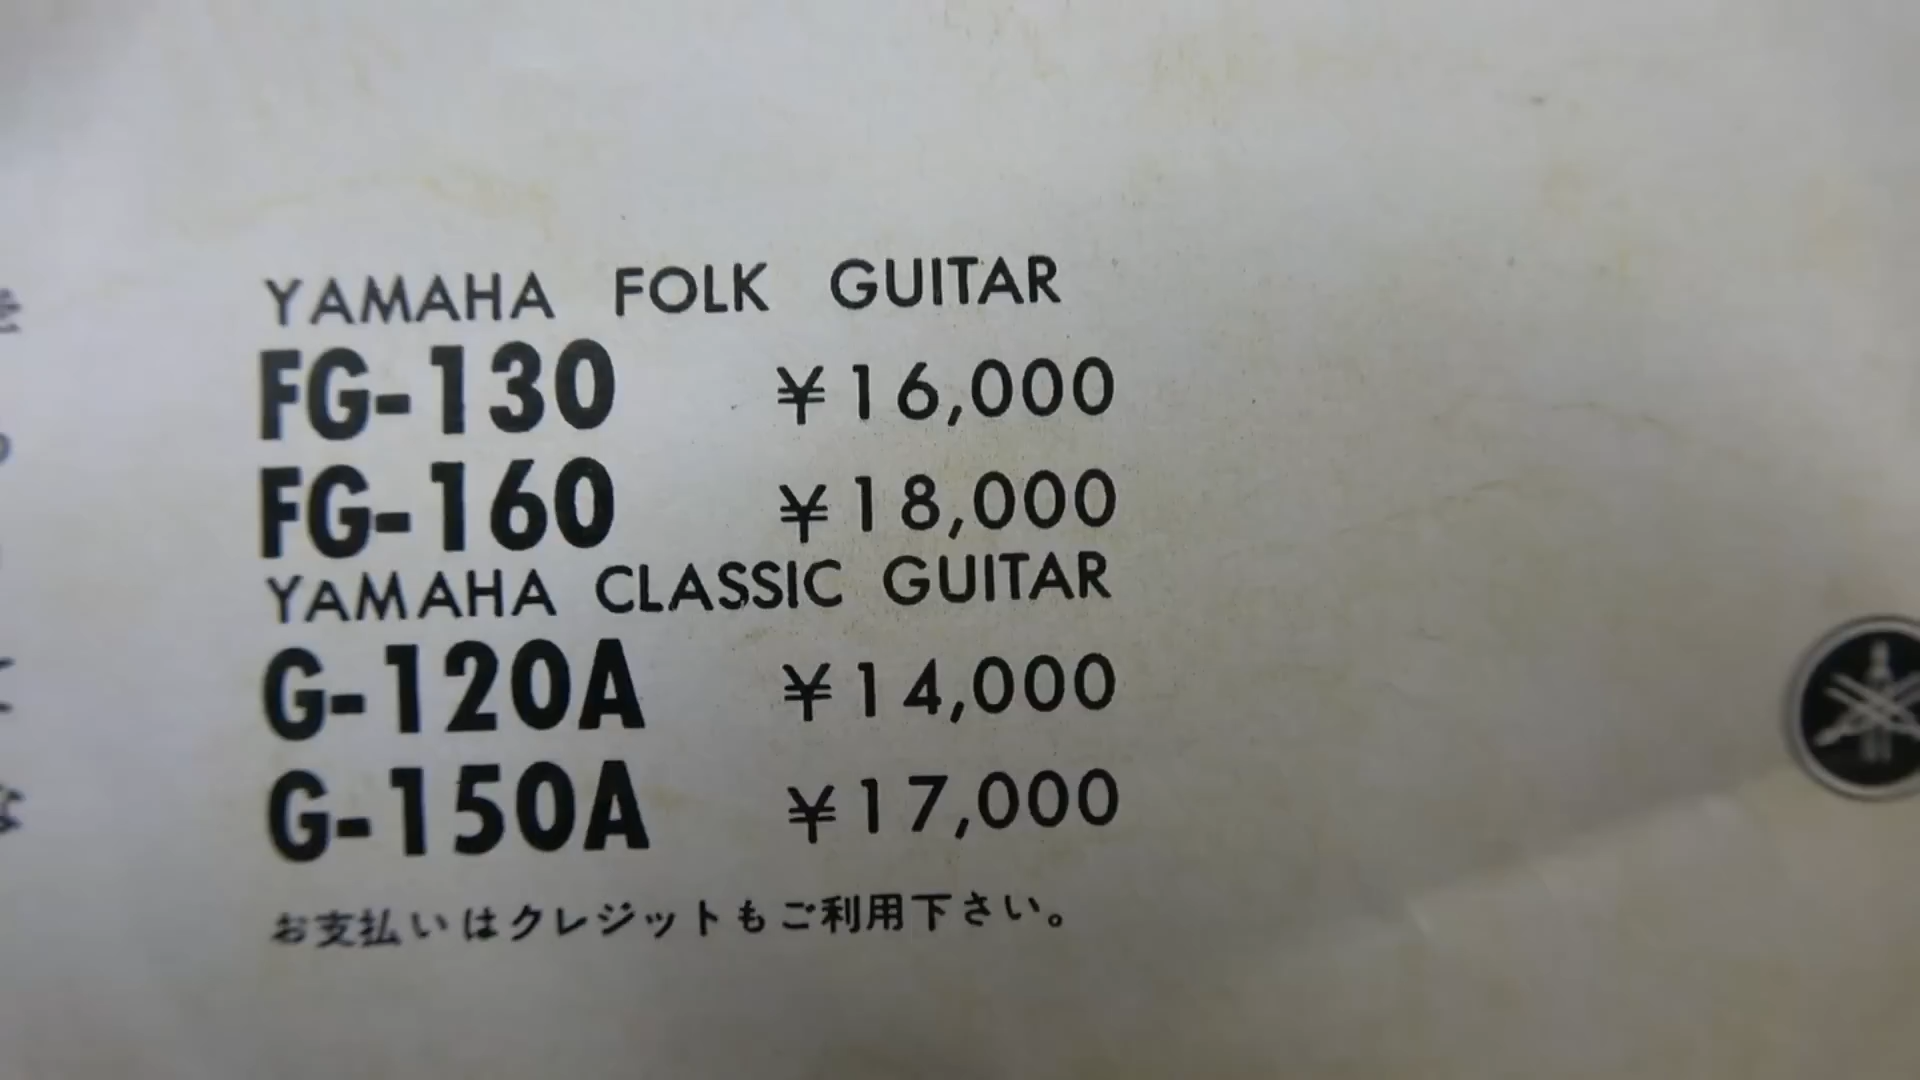 YAMAHA FOLK GUITAR
FG-130 ¥16,000
FG-160 ¥18,000
YAMAHA CLASSIC GUITAR
G-120A ¥14,000
G-150A ¥17,000
お支払いはクレジットもご利用下さい。